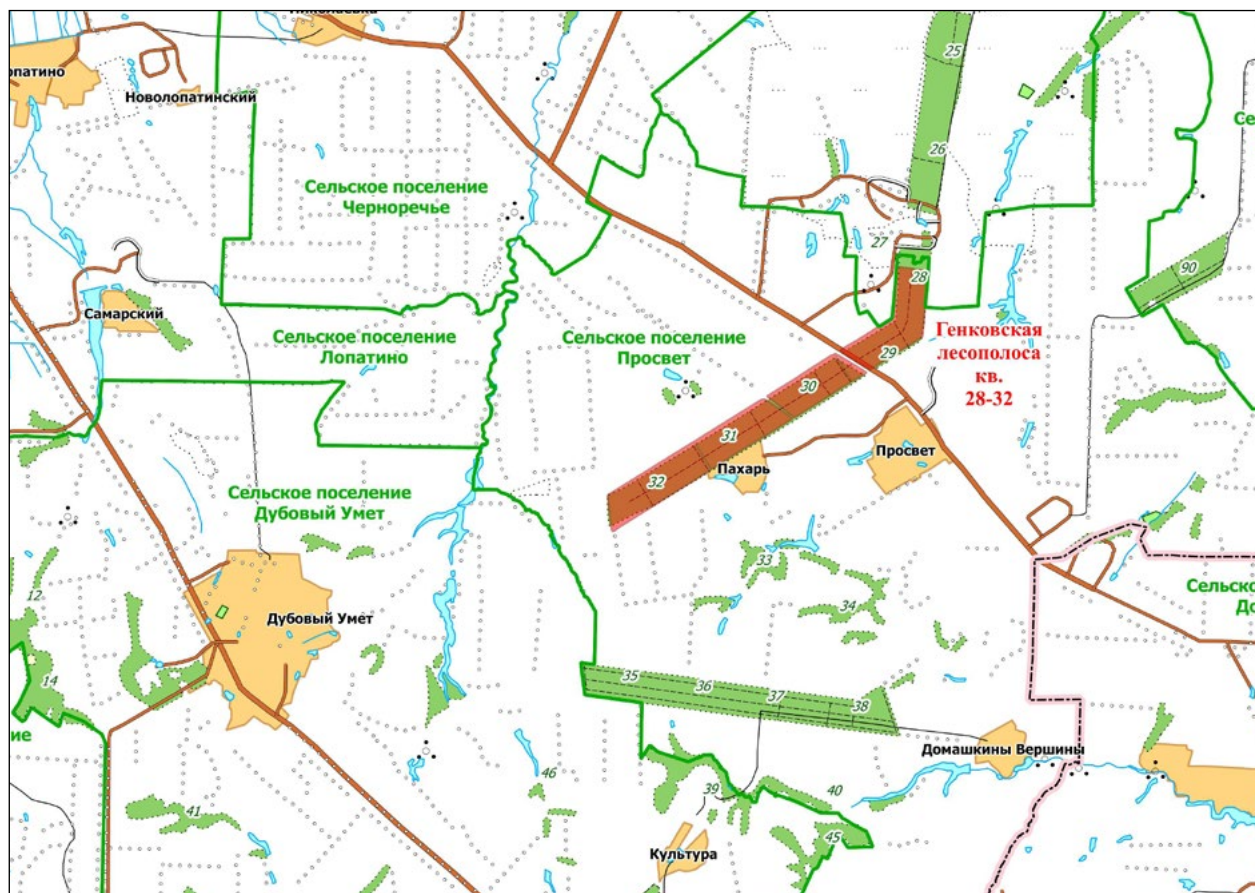 Николаевка
25
опатино
Новолопатинский
Се
26
Сельское поселение
Черноречье
27
28
90
Самарский
Сельское поселение
Лопатино
Сельское поселение
Просвет
Генковская
лесополоса
кв.
28-32
29
30
31
Пахарь
Просвет
32
Сельское поселение
Дубовый Умет
33
12
34
Сельско
До
Дубовый Умет
14
35
36
37
38
ие
Домашкины Вершины
46
39
40
41
45
Культура